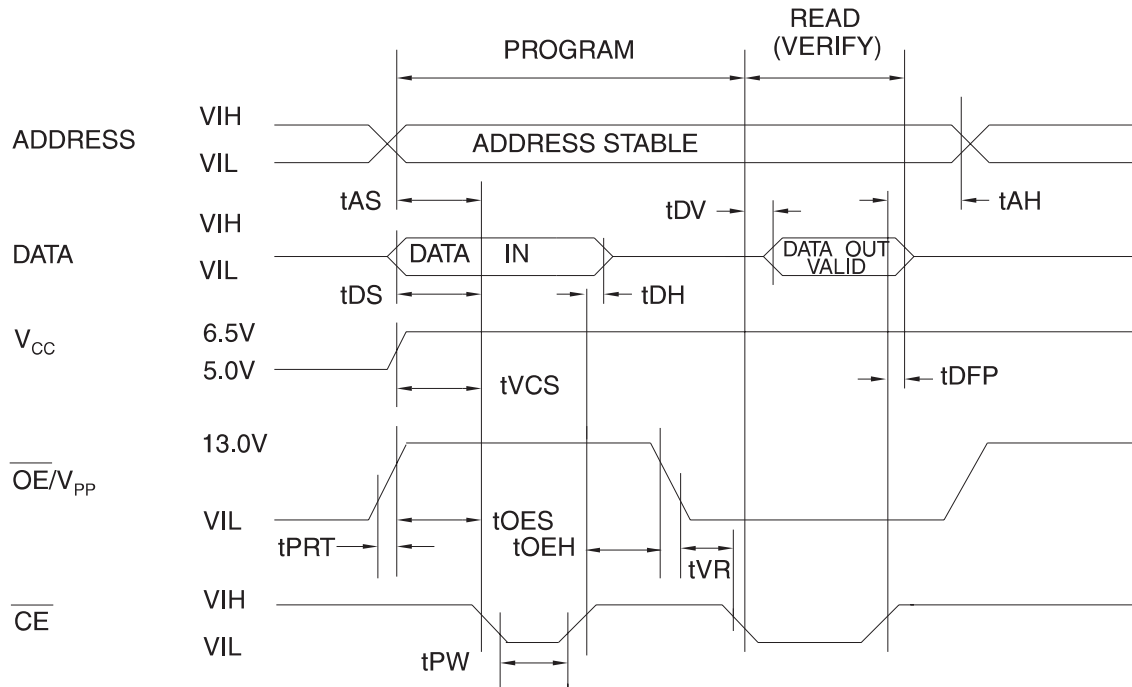 READ
(VERIFY)
PROGRAM
ADDRESS
VIH
VIL
ADDRESS STABLE
tAS
tDV
tAH
DATA
VIH
VIL
DATA IN
DATA OUT
VALID
tDS
tDH
VCC
6.5V
5.0V
tVCS
tDFP
OE/VPP
13.0V
VIL
tPRT
tOES
tOEH
tVR
CE
VIH
VIL
tPW